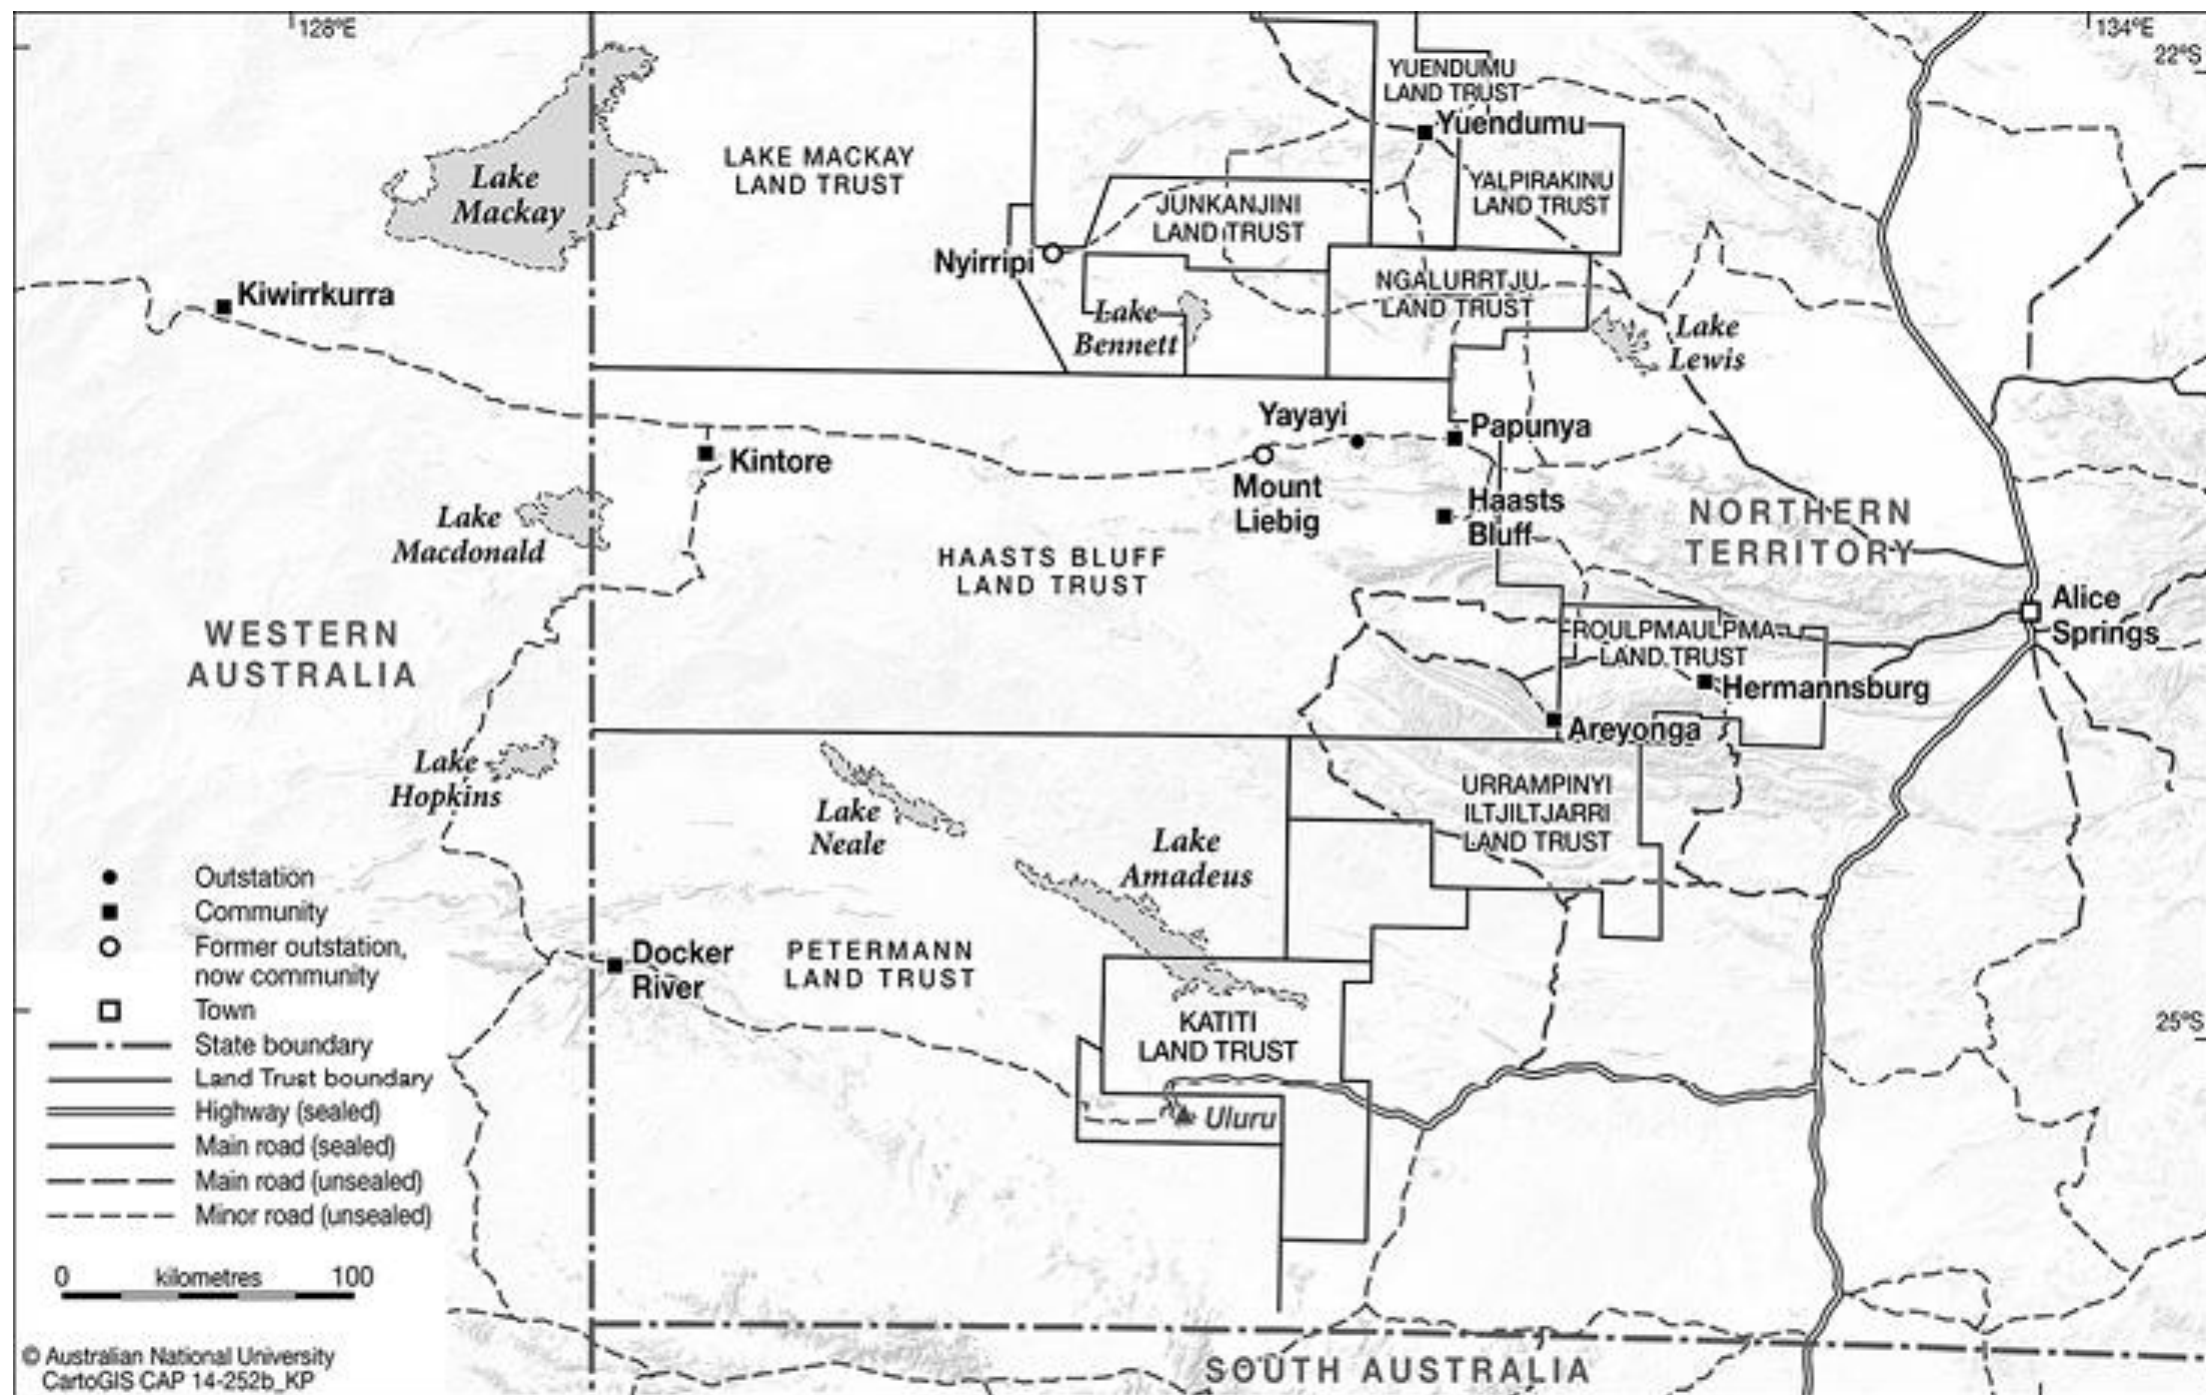 128°E
134°E
22°S
YUENDUMU
LAND TRUST
Yuendumu
LAKE MACKAY
LAND TRUST
Lake
Mackay
YALPIRAKINU
LAND TRUST
JUNKANJINI
LAND TRUST
Nyirripi
NGALURRTJU
LAND TRUST
Kiwirrkurra
Lake
Bennett
Lake
Lewis
Yayayi
Papunya
Kintore
Mount
Liebig
Haasts
Bluff
NORTHERN
TERRITORY
Lake
Macdonald
HAASTS BLUFF
LAND TRUST
Alice
Springs
WESTERN
AUSTRALIA
ROULPMAULPMA
LAND TRUST
Hermannsburg
Areyonga
Lake
Hopkins
URRAMPINYI
ILTJILTJARRI
LAND TRUST
Lake
Neale
Lake
Amadeus
Docker
River
PETERMANN
LAND TRUST
KATITI
LAND TRUST
25°S
Uluru
Outstation
Community
Former outstation,
now community
Town
State boundary
Land Trust boundary
Highway (sealed)
Main road (sealed)
Main road (unsealed)
Minor road (unsealed)
0 kilometres 100
© Australian National University
CartoGIS CAP 14-252b_KP
SOUTH AUSTRALIA